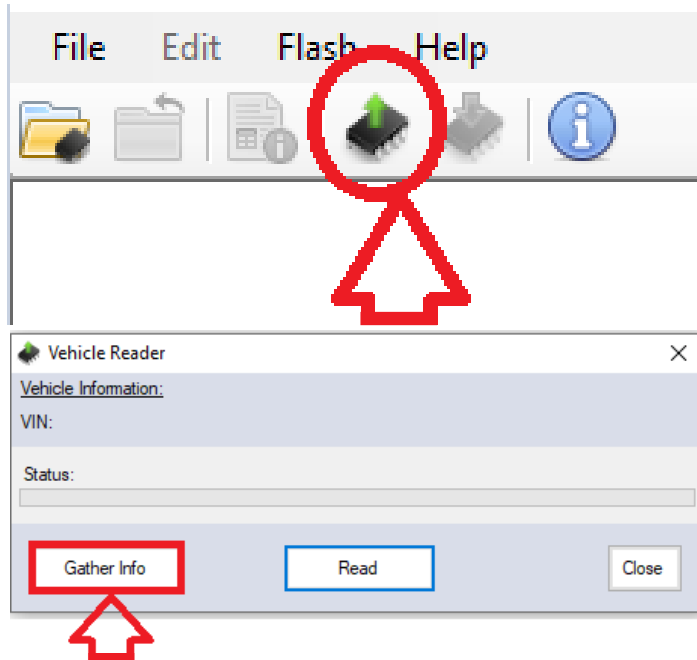 File Edit Flash Help
Vehicle Reader
Vehicle Information:
VIN:
Status:
Gather Info Read Close